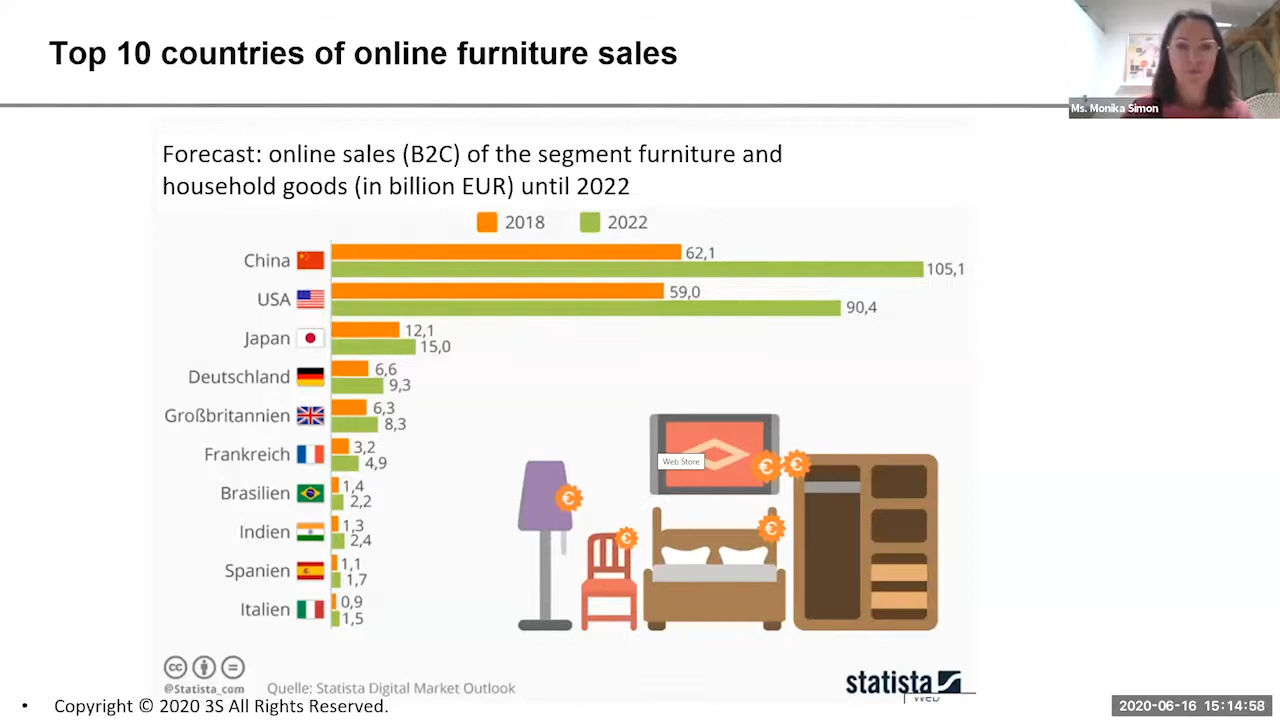 Top 10 countries of online furniture sales
Ms. Monika Simon
Forecast: online sales (B2C) of the segment furniture and
household goods (in billion EUR) until 2022
2018 2022
China 62,1
105,1
USA 59,0
90,4
Japan 12,1
15,0
Deutschland 6,6
9,3
Großbritannien 6,3
8,3
Frankreich 3,2
4,9
Brasilien 1,4
2,2
Indien 1,3
2,4
Spanien 1,1
1,7
Italien 0,9
1,5
Web Store
€ €
€
€
€
cc
@Statista_com
Quelle: Statista Digital Market Outlook
statista
web
• Copyright © 2020 3S All Rights Reserved.
2020-06-16 15:14:58